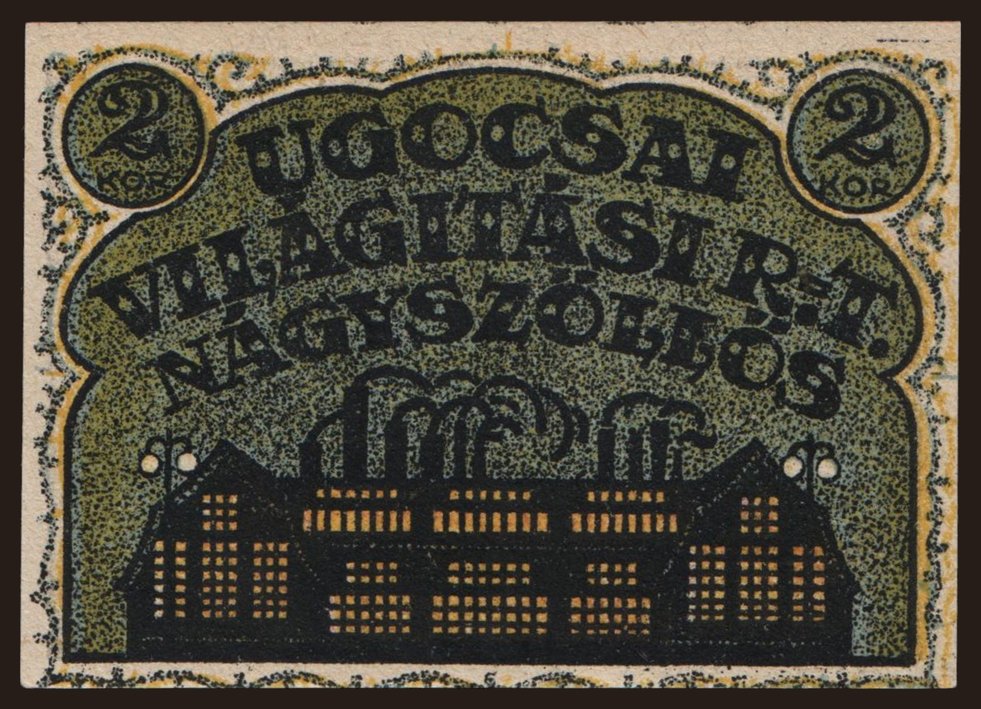 2 KOR
2 KOR
UGOCSAI
VILÁGITÁSI R.-T.
NAGYSZŐLLŐS